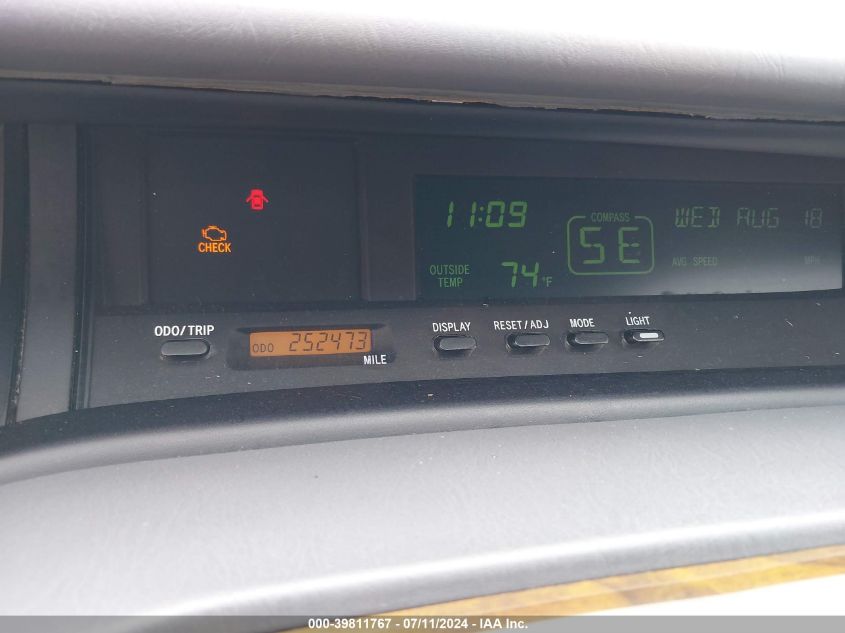 11:09
COMPASS
SE
WED AUG 18
OUTSIDE
TEMP
74°F
AVG SPEED
MPH
CHECK
ODO/TRIP
ODO 252473
MILE
DISPLAY
RESET/ADJ
MODE
LIGHT
000-39811767 - 07/11/2024 - IAA Inc.